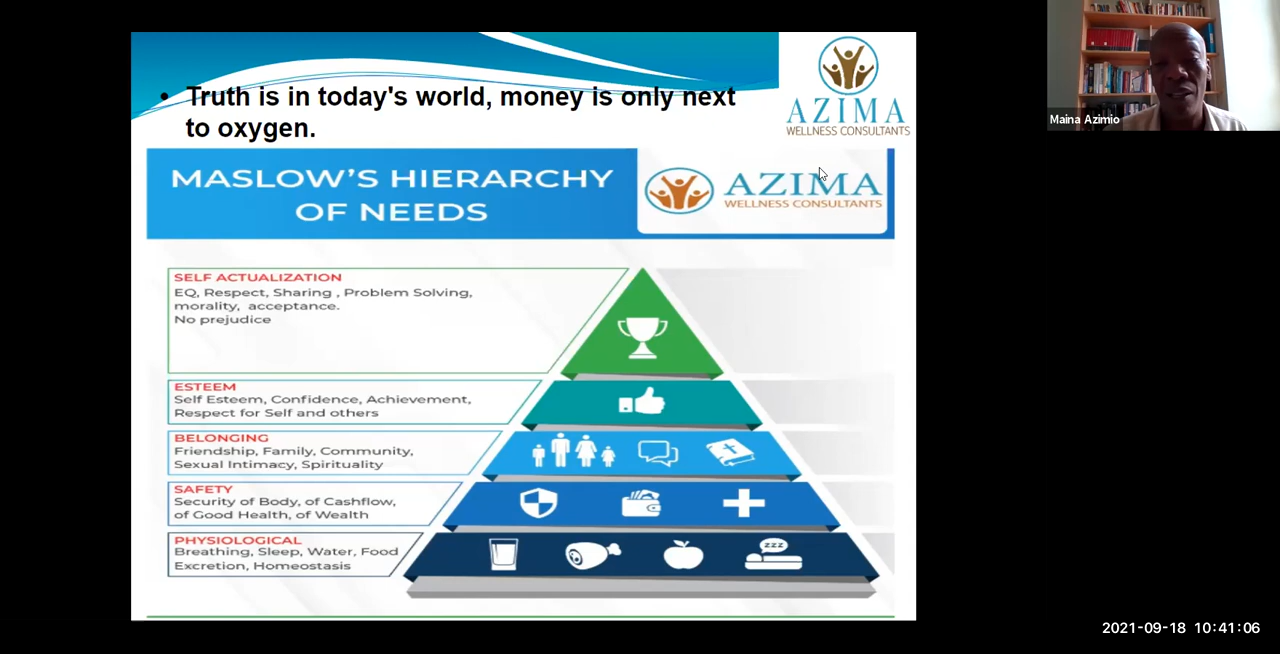 • Truth is in today's world, money is only next
to oxygen.
AZIMA
WELLNESS CONSULTANTS
Maina Azimio
MASLOW'S HIERARCHY
OF NEEDS
AZIMA
WELLNESS CONSULTANTS
SELF ACTUALIZATION
EQ, Respect, Sharing , Problem Solving,
morality, acceptance.
No prejudice
ESTEEM
Self Esteem, Confidence, Achievement,
Respect for Self and others
BELONGING
Friendship, Family, Community,
Sexual Intimacy, Spirituality
SAFETY
Security of Body, of Cashflow,
of Good Health, of Wealth
PHYSIOLOGICAL
Breathing, Sleep, Water, Food
Excretion, Homeostasis
zzz
2021-09-18 10:41:06